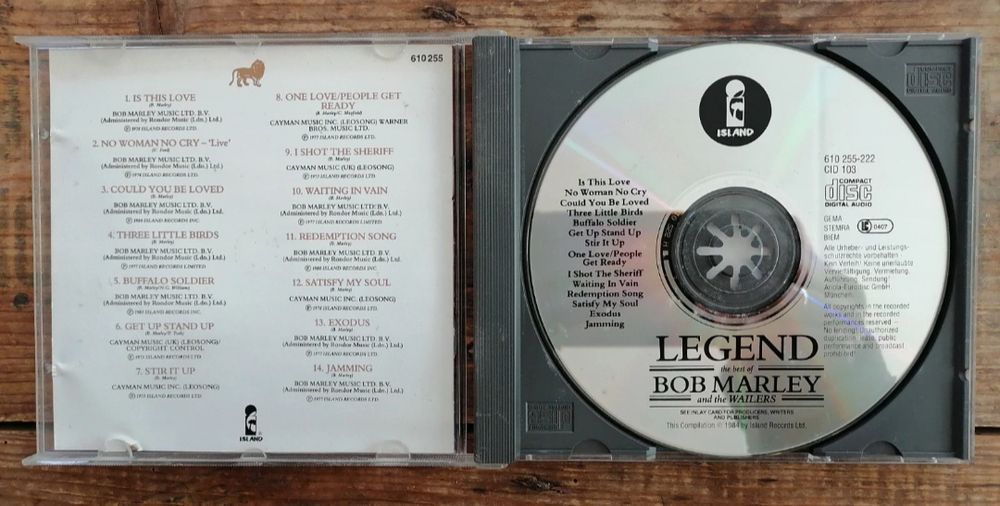 610 255
1. IS THIS LOVE
(B. Marley)
BOB MARLEY MUSIC LTD. B.V.
(Administered by Rondor Music (Ldn.) Ltd.)
Ⓟ 1978 ISLAND RECORDS LTD.
2. NO WOMAN NO CRY – 'Live'
(V. Ford)
BOB MARLEY MUSIC LTD. B.V.
(Administered by Rondor Music (Ldn.) Ltd.)
3. COULD YOU BE LOVED
(B. Marley)
BOB MARLEY MUSIC LTD. B.V.
(Administered by Rondor Music (Ldn.) Ltd.)
4. THREE LITTLE BIRDS
(B. Marley)
BOB MARLEY MUSIC LTD. B.V.
(Administered by Rondor Music (Ldn.) Ltd.)
Ⓟ 1977 ISLAND RECORDS LIMITED
5. BUFFALO SOLDIER
(B. Marley/N.G. Williams)
BOB MARLEY MUSIC LTD. B.V.
(Administered by Rondor Music (Ldn.) Ltd.)
Ⓟ 1983 ISLAND RECORDS INC.
6. GET UP STAND UP
(B. Marley/P. Tosh)
CAYMAN MUSIC (UK) (LEOSONG)/
COPYRIGHT CONTROL
Ⓟ 1973 ISLAND RECORDS LTD.
7. STIR IT UP
(B. Marley)
CAYMAN MUSIC INC. (LEOSONG)
Ⓟ 1973 ISLAND RECORDS LTD.
8. ONE LOVE/PEOPLE GET
READY
(B. Marley/C. Mayfield)
CAYMAN MUSIC INC. (LEOSONG) WARNER
BROS. MUSIC LTD.
Ⓟ 1977 ISLAND RECORDS LTD.
9. I SHOT THE SHERIFF
(B. Marley)
CAYMAN MUSIC (UK) (LEOSONG)
Ⓟ 1973 ISLAND RECORDS LTD.
10. WAITING IN VAIN
(B. Marley)
BOB MARLEY MUSIC LTD. B.V.
(Administered by Rondor Music (Ldn.) Ltd.)
Ⓟ 1977 ISLAND RECORDS LIMITED
11. REDEMPTION SONG
(B. Marley)
BOB MARLEY MUSIC LTD. B.V.
(Administered by Rondor Music (Ldn.) Ltd.)
Ⓟ 1980 ISLAND RECORDS INC.
12. SATISFY MY SOUL
(B. Marley)
CAYMAN MUSIC LTD. (LEOSONG)
Ⓟ 1978 ISLAND RECORDS LTD.
13. EXODUS
(B. Marley)
BOB MARLEY MUSIC LTD. B.V.
(Administered by Rondor Music (Ldn.) Ltd.)
Ⓟ 1977 ISLAND RECORDS LTD.
14. JAMMING
(B. Marley)
BOB MARLEY MUSIC LTD. B.V.
(Administered by Rondor Music (Ldn.) Ltd.)
Ⓟ 1977 ISLAND RECORDS LTD.
ISLAND
ISLAND
610 255-222
CID 103
COMPACT
disc
DIGITAL AUDIO
GEMA
STEMRA
BIEM
0407
Alle Urheber- und Leistungs-
schutzrechte vorbehalten
Kein Verleih! Keine unerlaubte
Vervielfältigung, Vermietung,
Aufführung, Sendung!
Ariola-Eurodisc GmbH,
München.
All copyrights in the recorded
works and in the recorded
performances reserved –
No lending! Unauthorized
duplication, lease, public
performance and broadcast
prohibited!
Is This Love
No Woman No Cry
Could You Be Loved
Three Little Birds
Buffalo Soldier
Get Up Stand Up
Stir It Up
One Love/People
Get Ready
I Shot The Sheriff
Waiting In Vain
Redemption Song
Satisfy My Soul
Exodus
Jamming
LEGEND
the best of
BOB MARLEY
and the WAILERS
SEE INLAY CARD FOR PRODUCERS, WRITERS
AND PUBLISHERS
This Compilation Ⓟ 1984 by Island Records Ltd.
COMPACT
disc